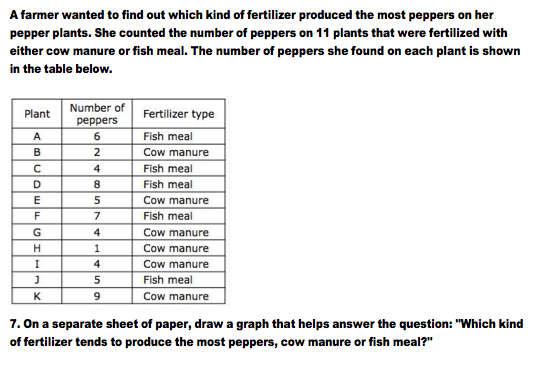 A farmer wanted to find out which kind of fertilizer produced the most peppers on her
pepper plants. She counted the number of peppers on 11 plants that were fertilized with
either cow manure or fish meal. The number of peppers she found on each plant is shown
in the table below.
Plant Number of peppers Fertilizer type
A 6 Fish meal
B 2 Cow manure
C 4 Fish meal
D 8 Fish meal
E 5 Cow manure
F 7 Fish meal
G 4 Cow manure
H 1 Cow manure
I 4 Cow manure
J 5 Fish meal
K 9 Cow manure
7. On a separate sheet of paper, draw a graph that helps answer the question: "Which kind
of fertilizer tends to produce the most peppers, cow manure or fish meal?"